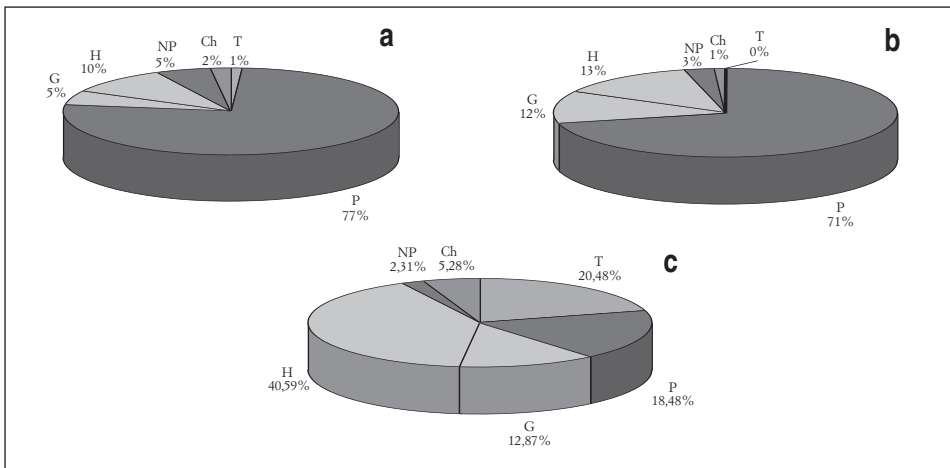 a
T
1%
Ch
2%
NP
5%
H
10%
G
5%
P
77%
b
T
0%
Ch
1%
NP
3%
H
13%
G
12%
P
71%
c
NP
2,31%
Ch
5,28%
T
20,48%
H
40,59%
P
18,48%
G
12,87%